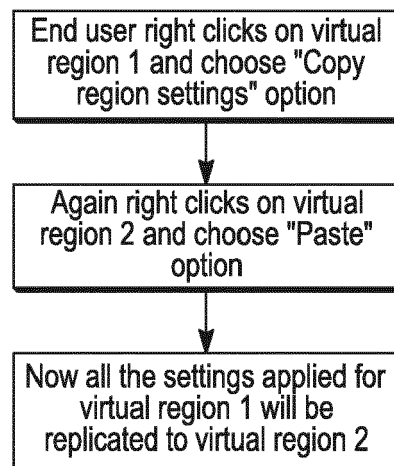 End user right clicks on virtual
region 1 and choose "Copy
region settings" option
Again right clicks on virtual
region 2 and choose "Paste"
option
Now all the settings applied for
virtual region 1 will be
replicated to virtual region 2